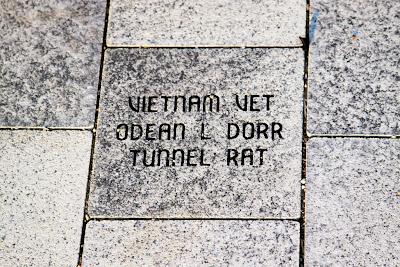 VIETNAM VET
ODEAN L DORR
TUNNEL RAT